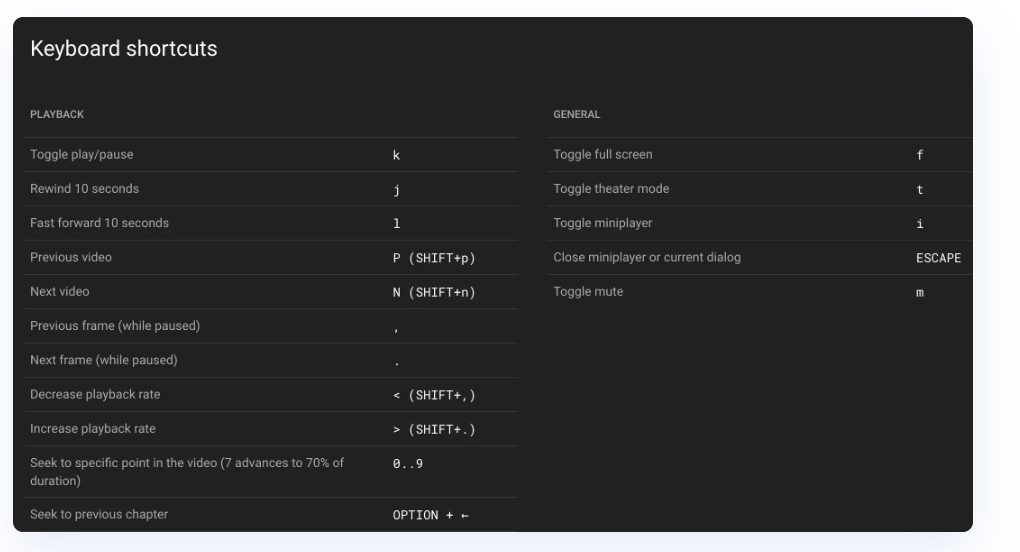 Keyboard shortcuts
PLAYBACK
Toggle play/pause k
Rewind 10 seconds j
Fast forward 10 seconds l
Previous video P (SHIFT+p)
Next video N (SHIFT+n)
Previous frame (while paused) ,
Next frame (while paused) .
Decrease playback rate < (SHIFT+,)
Increase playback rate > (SHIFT+.)
Seek to specific point in the video (7 advances to 70% of 0..9
duration)
Seek to previous chapter OPTION + ←
GENERAL
Toggle full screen f
Toggle theater mode t
Toggle miniplayer i
Close miniplayer or current dialog ESCAPE
Toggle mute m